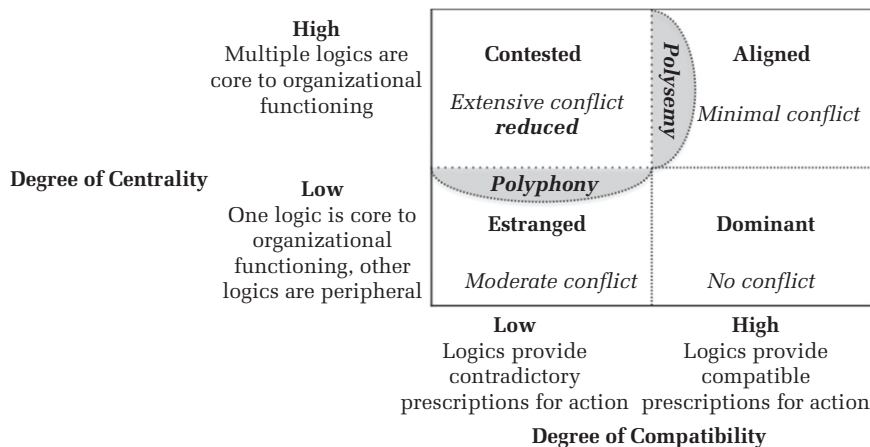 High
Multiple logics are
core to organizational
functioning
Contested
Extensive conflict
reduced
Polysemy
Aligned
Minimal conflict
Degree of Centrality
Low
One logic is core to
organizational
functioning, other
logics are peripheral
Polyphony
Estranged
Moderate conflict
Dominant
No conflict
Low
Logics provide
contradictory
prescriptions for action
High
Logics provide
compatible
prescriptions for action
Degree of Compatibility